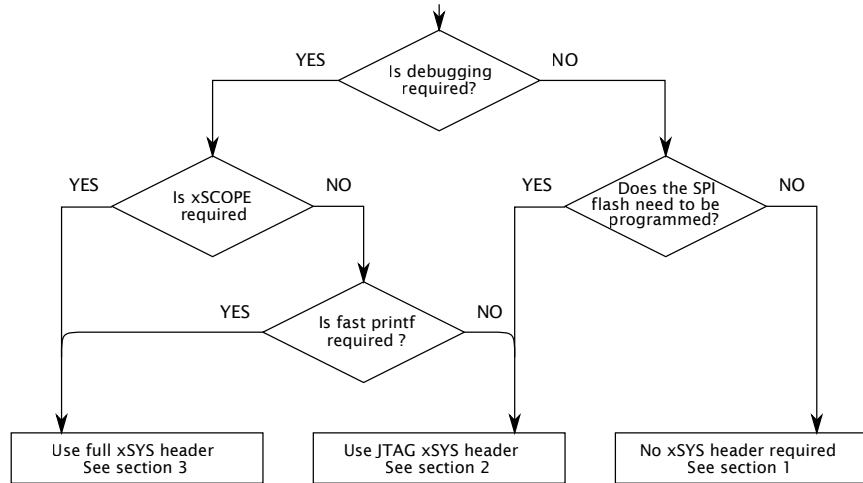 YES
Is debugging
required?
NO
YES
Is xSCOPE
required
NO
YES
Does the SPI
flash need to be
programmed?
NO
YES
Is fast printf
required ?
NO
Use full xSYS header
See section 3
Use JTAG xSYS header
See section 2
No xSYS header required
See section 1